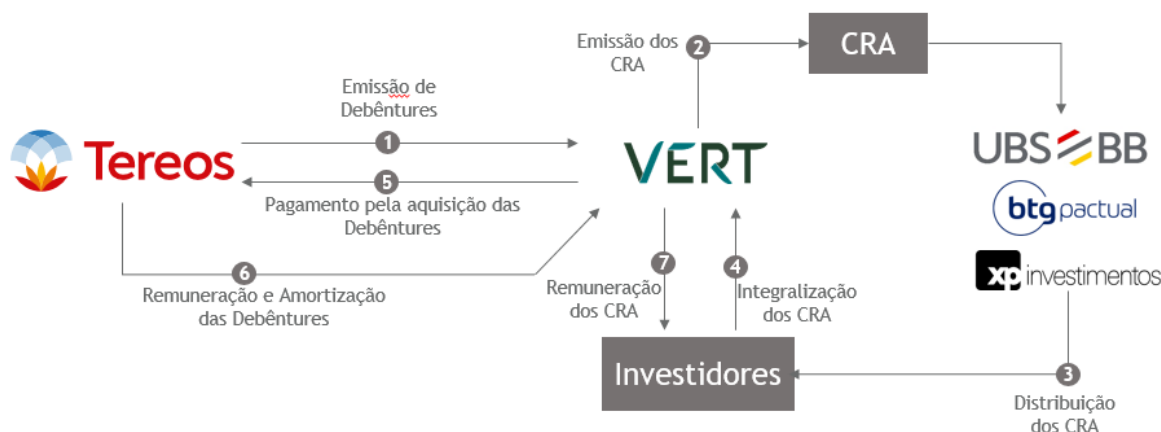 Emissão dos
CRA
2
CRA
Emissão de
Debêntures
1
Tereos
VERT
UBS BB
5
Pagamento pela aquisição das
Debêntures
btg pactual
6
Remuneração e Amortização
das Debêntures
7
Remuneração
dos CRA
4
Integralização
dos CRA
xp investimentos
Investidores
3
Distribuição
dos CRA